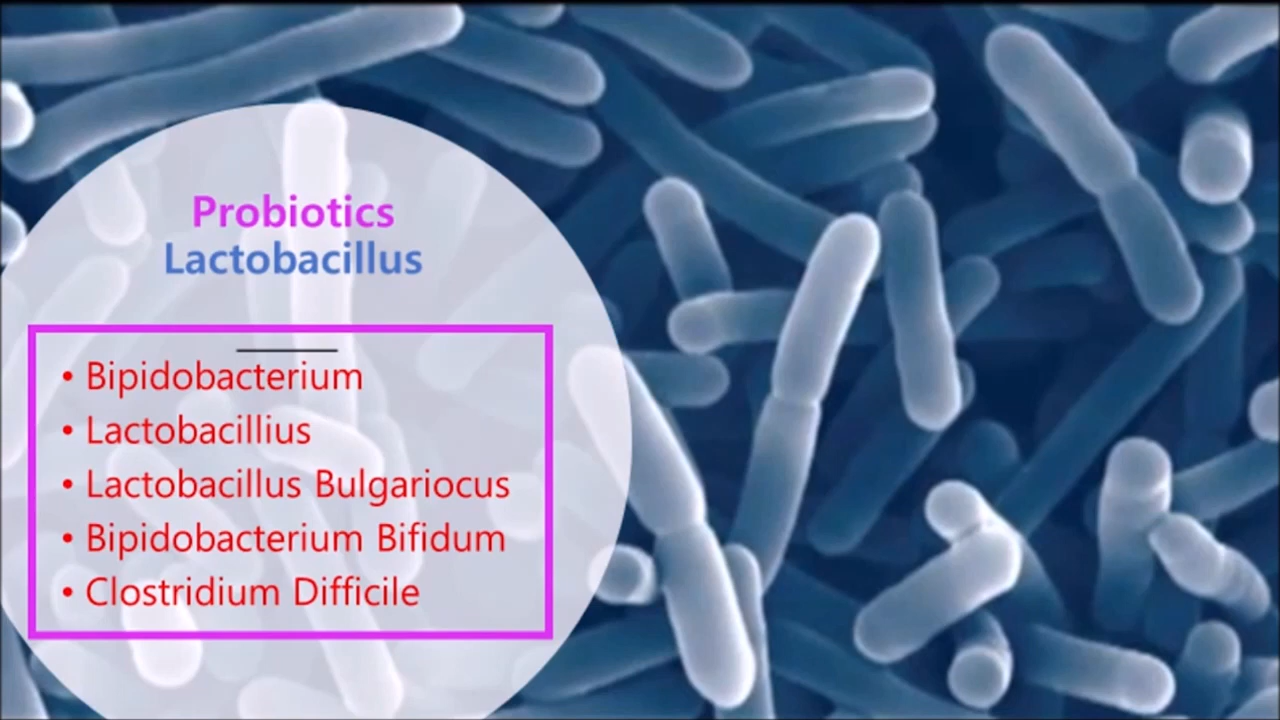 Probiotics
Lactobacillus
• Bipidobacterium
• Lactobacillius
• Lactobacillus Bulgariocus
• Bipidobacterium Bifidum
• Clostridium Difficile